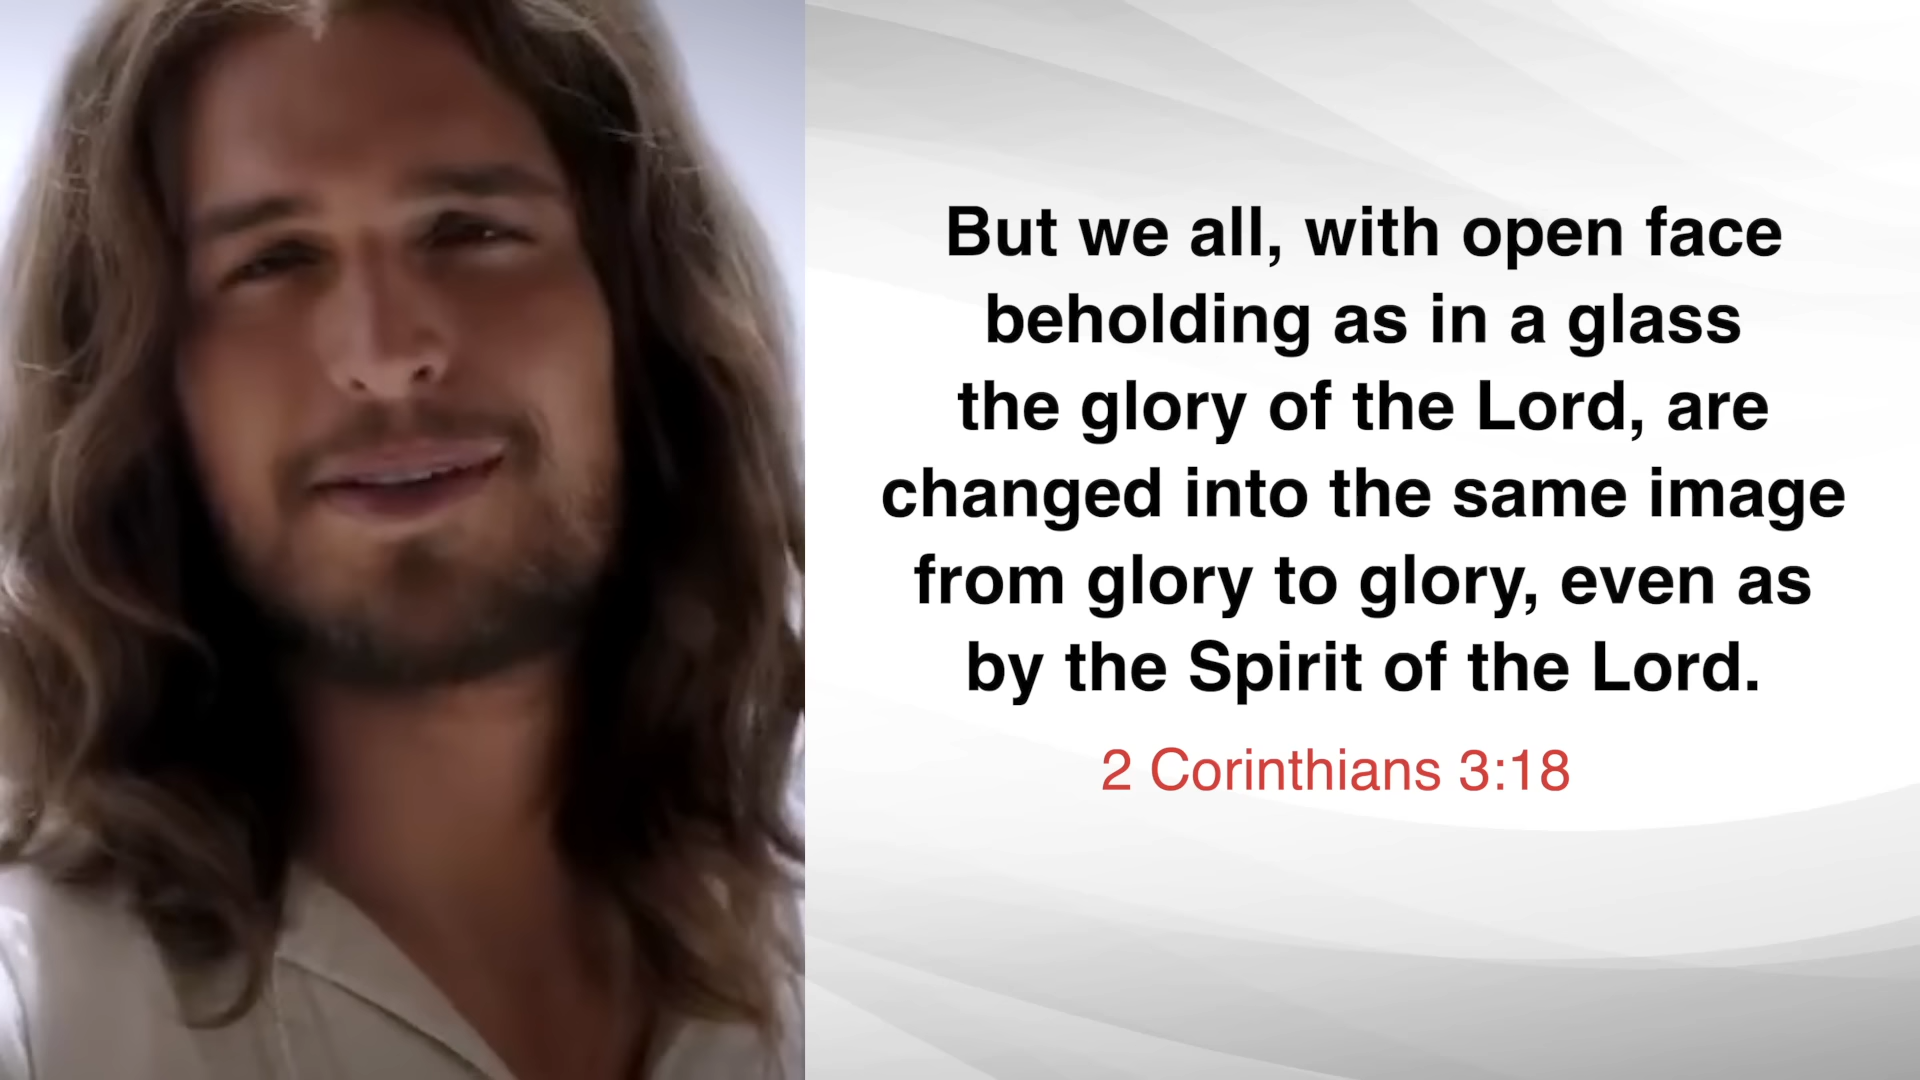 But we all, with open face
beholding as in a glass
the glory of the Lord, are
changed into the same image
from glory to glory, even as
by the Spirit of the Lord.
2 Corinthians 3:18